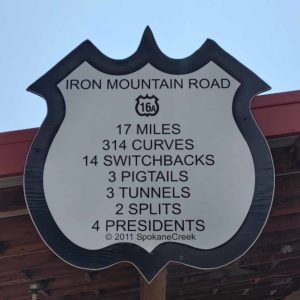 IRON MOUNTAIN ROAD
16A
17 MILES
314 CURVES
14 SWITCHBACKS
3 PIGTAILS
3 TUNNELS
2 SPLITS
4 PRESIDENTS
© 2011 SpokaneCreek